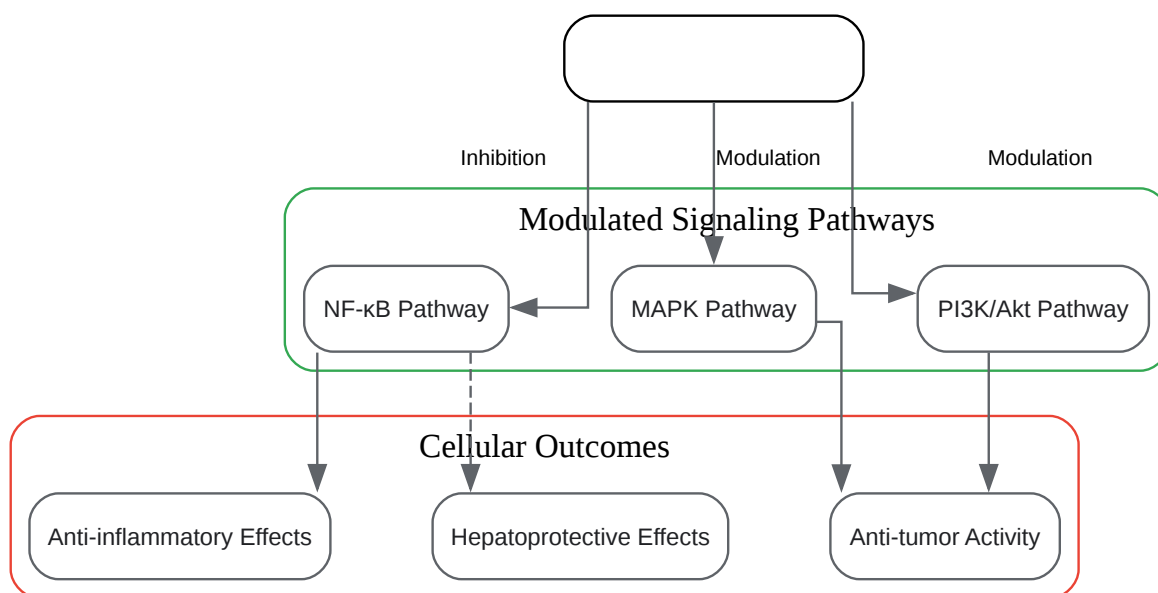 Inhibition
Modulation
Modulation
Modulated Signaling Pathways
NF-κB Pathway
MAPK Pathway
PI3K/Akt Pathway
Cellular Outcomes
Anti-inflammatory Effects
Hepatoprotective Effects
Anti-tumor Activity